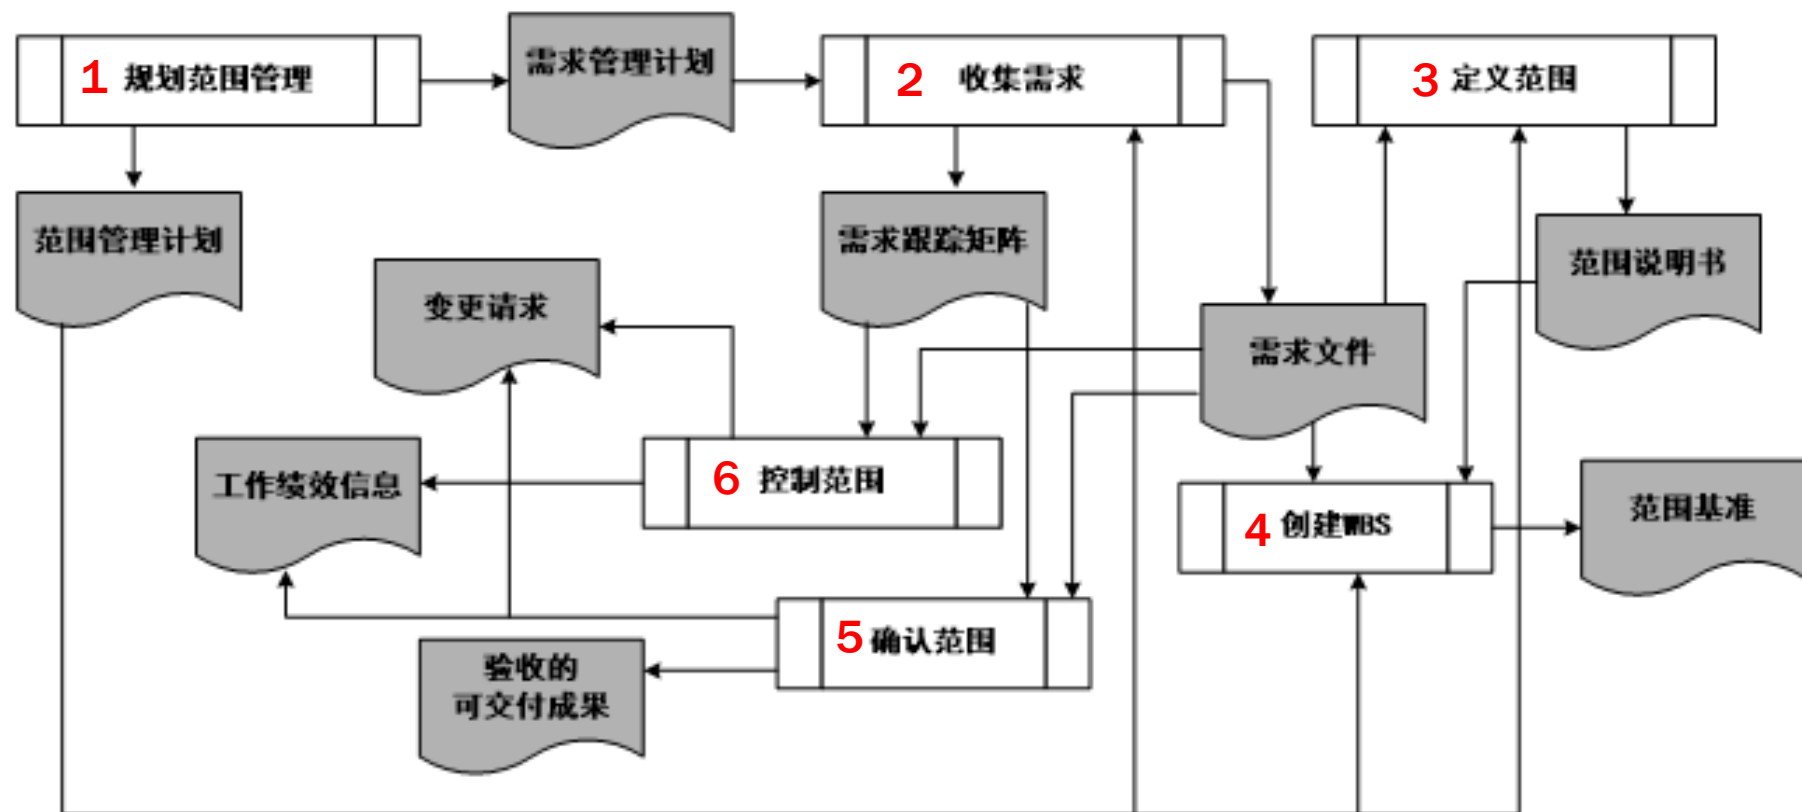 1 规划范围管理
需求管理计划
2 收集需求
3 定义范围
范围管理计划
需求跟踪矩阵
范围说明书
变更请求
需求文件
工作绩效信息
6 控制范围
4 创建WBS
范围基准
5 确认范围
验收的
可交付成果